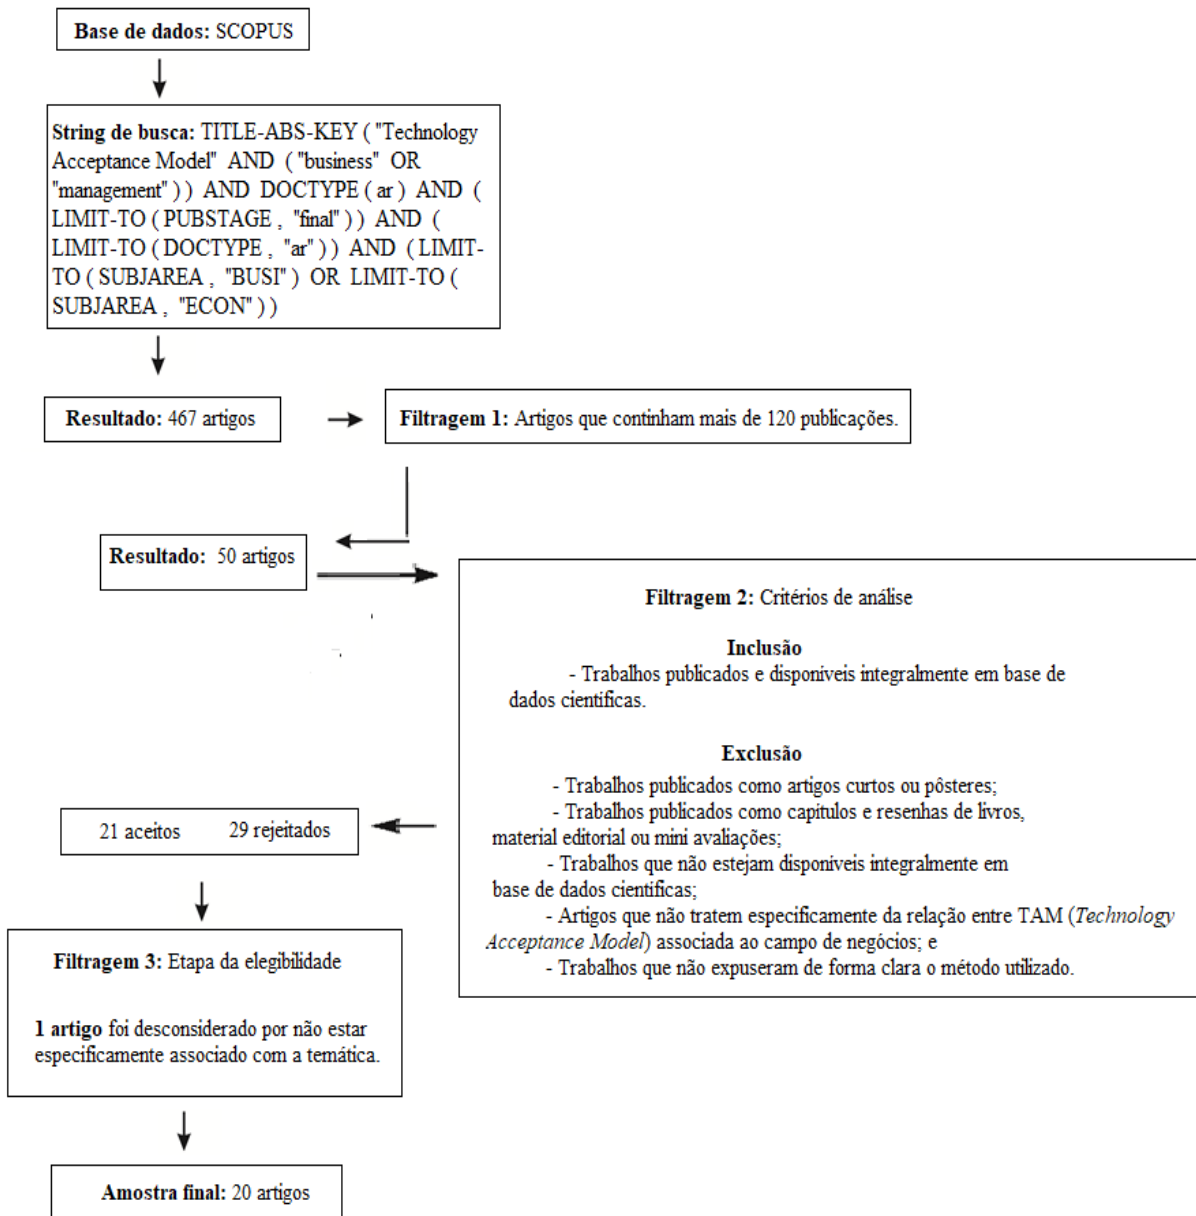 Base de dados: SCOPUS
String de busca: TITLE-ABS-KEY ( "Technology
Acceptance Model" AND ( "business" OR
"management" ) ) AND DOCTYPE ( ar ) AND (
LIMIT-TO ( PUBSTAGE , "final" ) ) AND (
LIMIT-TO ( DOCTYPE , "ar" ) ) AND ( LIMIT-
TO ( SUBJAREA , "BUSI" ) OR LIMIT-TO (
SUBJAREA , "ECON" ) )
Resultado: 467 artigos
Filtragem 1: Artigos que continham mais de 120 publicações.
Resultado: 50 artigos
Filtragem 2: Critérios de análise
Inclusão
- Trabalhos publicados e disponíveis integralmente em base de
dados cientificas.
Exclusão
- Trabalhos publicados como artigos curtos ou pôsteres;
- Trabalhos publicados como capítulos e resenhas de livros,
material editorial ou mini avaliações;
- Trabalhos que não estejam disponíveis integralmente em
base de dados cientificas;
- Artigos que não tratem especificamente da relação entre TAM (Technology
Acceptance Model) associada ao campo de negócios; e
- Trabalhos que não expuseram de forma clara o método utilizado.
21 aceitos 29 rejeitados
Filtragem 3: Etapa da elegibilidade
1 artigo foi desconsiderado por não estar
especificamente associado com a temática.
Amostra final: 20 artigos